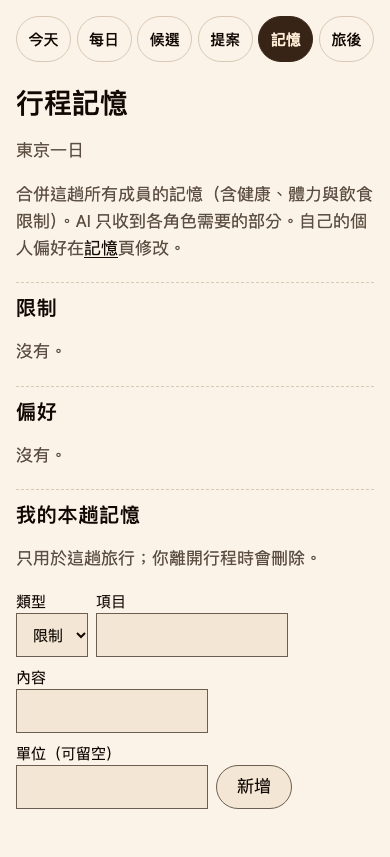 今天 每日 候選 提案 記憶 旅後
行程記憶
東京一日
合併這趟所有成員的記憶（含健康、體力與飲食
限制）。AI 只收到各角色需要的部分。自己的個
人偏好在記憶頁修改。
限制
沒有。
偏好
沒有。
我的本趟記憶
只用於這趟旅行；你離開行程時會刪除。
類型 項目
限制
內容
單位（可留空）
新增